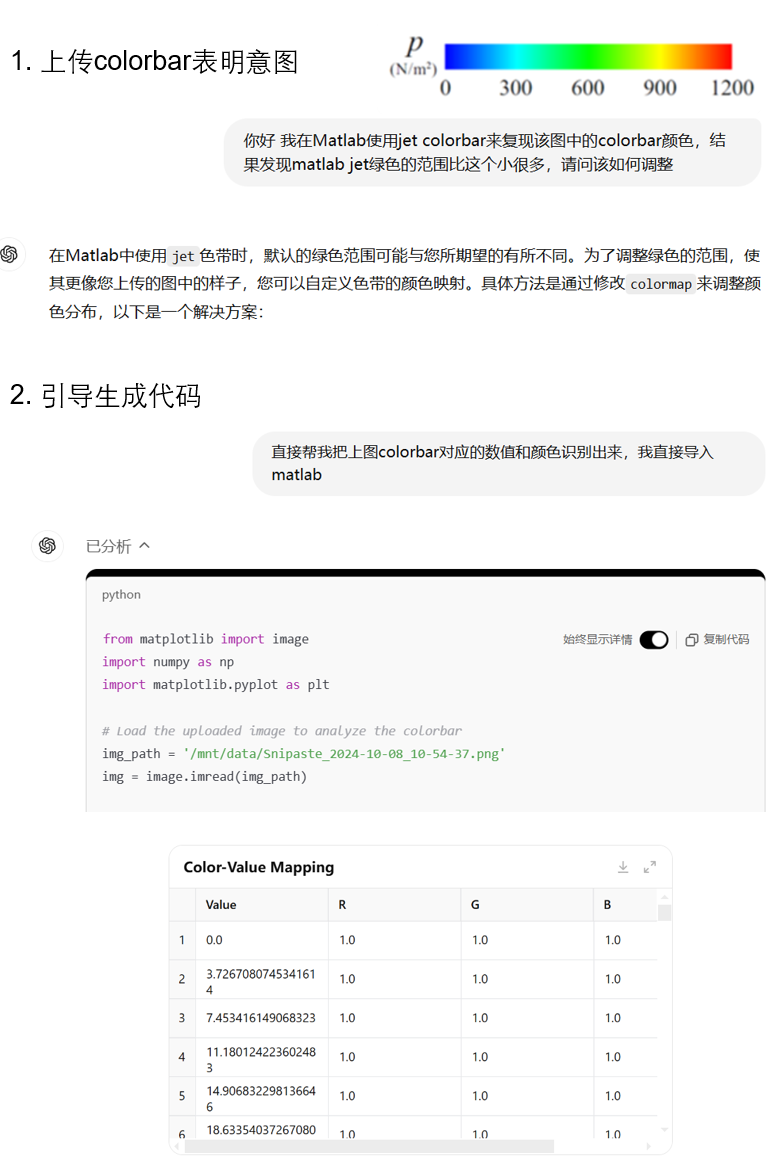 1. 上传colorbar表明意图
p
(N/m²)
0 300 600 900 1200
你好 我在Matlab使用jet colorbar来复现该图中的colorbar颜色，结
果发现matlab jet绿色的范围比这个小很多，请问该如何调整
在Matlab中使用 jet 色带时，默认的绿色范围可能与您所期望的有所不同。为了调整绿色的范围，使
其更像您上传的图中的样子，您可以自定义色带的颜色映射。具体方法是通过修改 colormap 来调整颜
色分布，以下是一个解决方案：
2. 引导生成代码
直接帮我把上图colorbar对应的数值和颜色识别出来，我直接导入
matlab
已分析
python
始终显示详情 复制代码
from matplotlib import image
import numpy as np
import matplotlib.pyplot as plt
# Load the uploaded image to analyze the colorbar
img_path = '/mnt/data/Snipaste_2024-10-08_10-54-37.png'
img = image.imread(img_path)
Color-Value Mapping
Value R G B
1 0.0 1.0 1.0 1.0
2 3.726708074534161
4 1.0 1.0 1.0
3 7.453416149068323 1.0 1.0 1.0
4 11.18012422360248
3 1.0 1.0 1.0
5 14.90683229813664
6 1.0 1.0 1.0
6 18.63354037267080 1.0 1.0 1.0